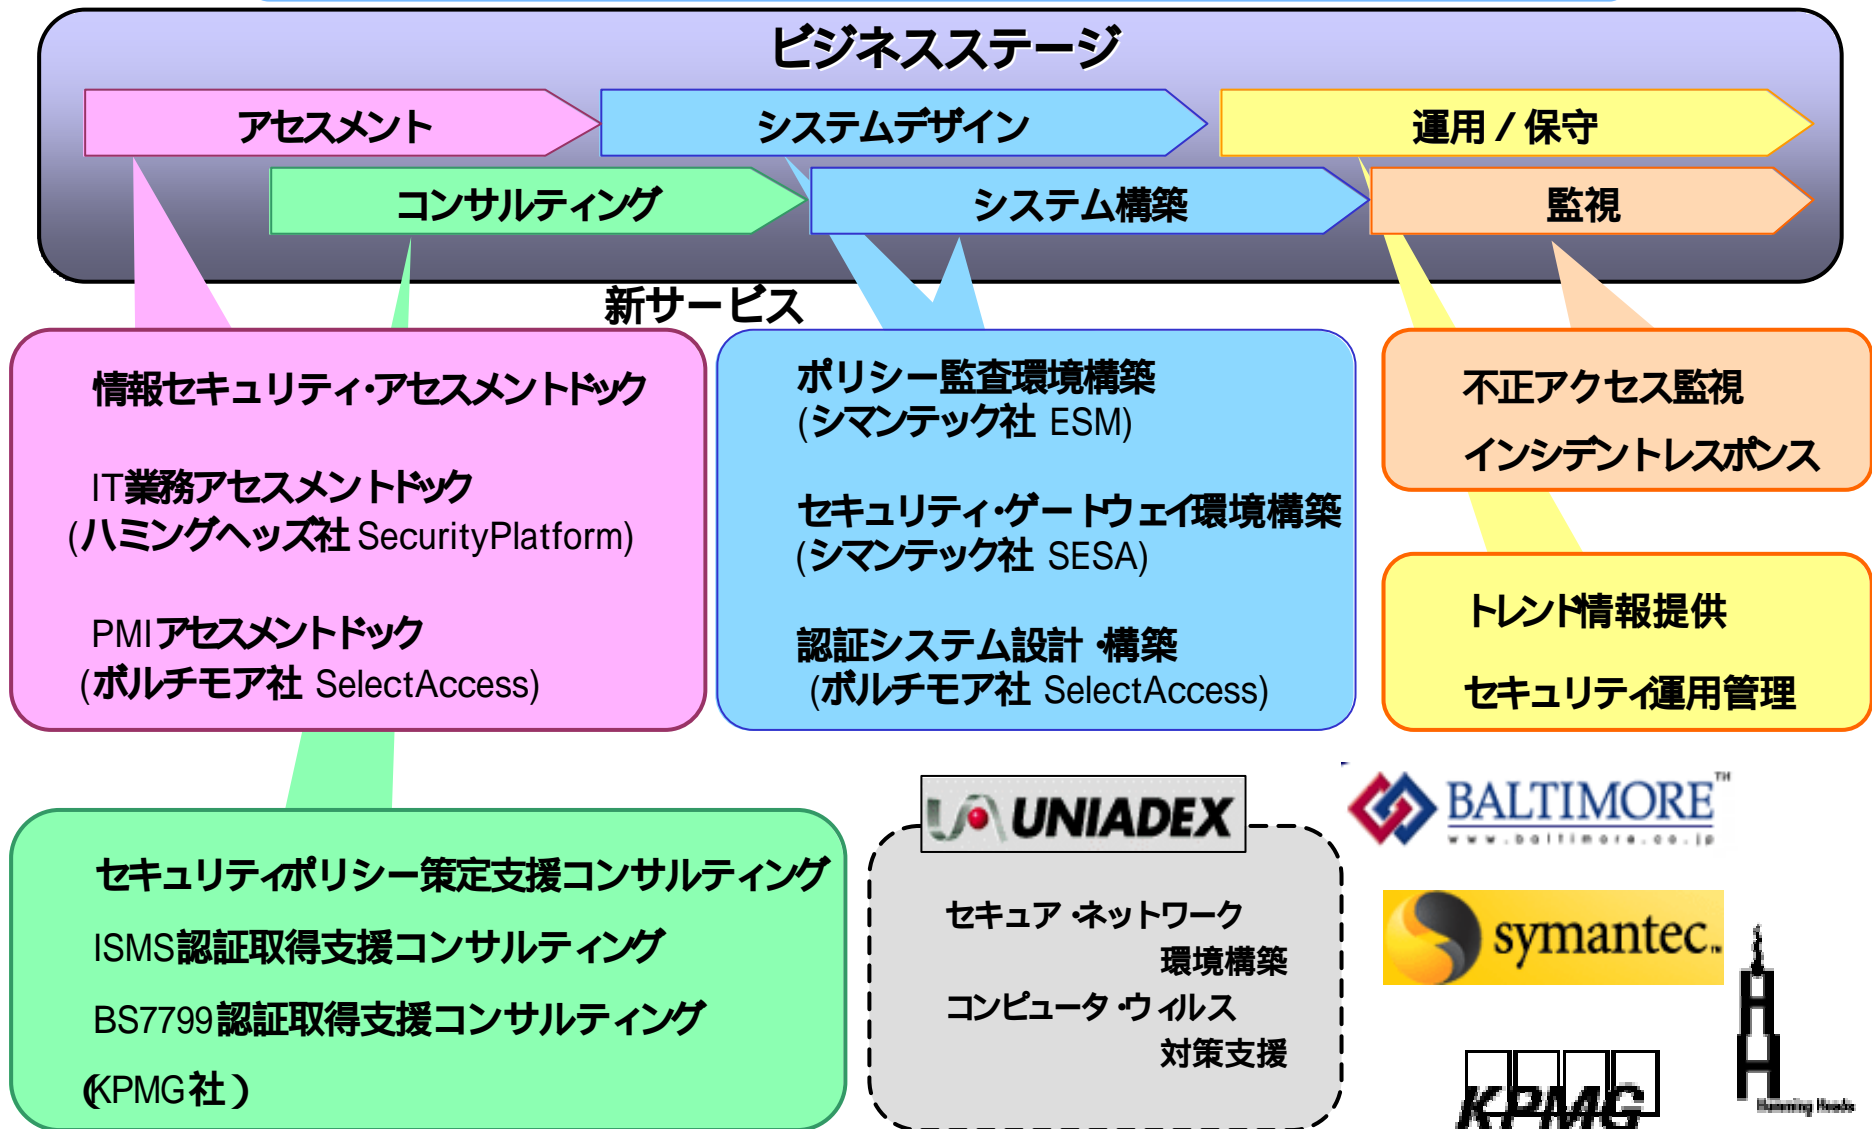 ビジネスステージ
アセスメント
システムデザイン
運用 / 保守
コンサルティング
システム構築
監視
新サービス
情報セキュリティ・アセスメントドック
IT業務アセスメントドック
(ハミングヘッズ社 SecurityPlatform)
PMIアセスメントドック
(ボルチモア社 SelectAccess)
ポリシー監査環境構築
(シマンテック社 ESM)
セキュリティ・ゲートウェイ環境構築
(シマンテック社 SESA)
認証システム設計・構築
(ボルチモア社 SelectAccess)
不正アクセス監視
インシデントレスポンス
トレンド情報提供
セキュリティ運用管理
セキュリティポリシー策定支援コンサルティング
ISMS認証取得支援コンサルティング
BS7799認証取得支援コンサルティング
(KPMG社)
UNIADEX
セキュア・ネットワーク
環境構築
コンピュータ・ウィルス
対策支援
BALTIMORE TM
www.baltimore.co.jp
symantec.
KPMG
Humming Heads